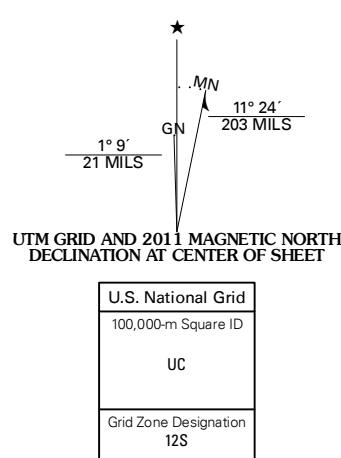 ★
MN
11° 24´
203 MILS
GN
1° 9´
21 MILS
UTM GRID AND 2011 MAGNETIC NORTH
DECLINATION AT CENTER OF SHEET
U.S. National Grid
100,000-m Square ID
UC
Grid Zone Designation
12S